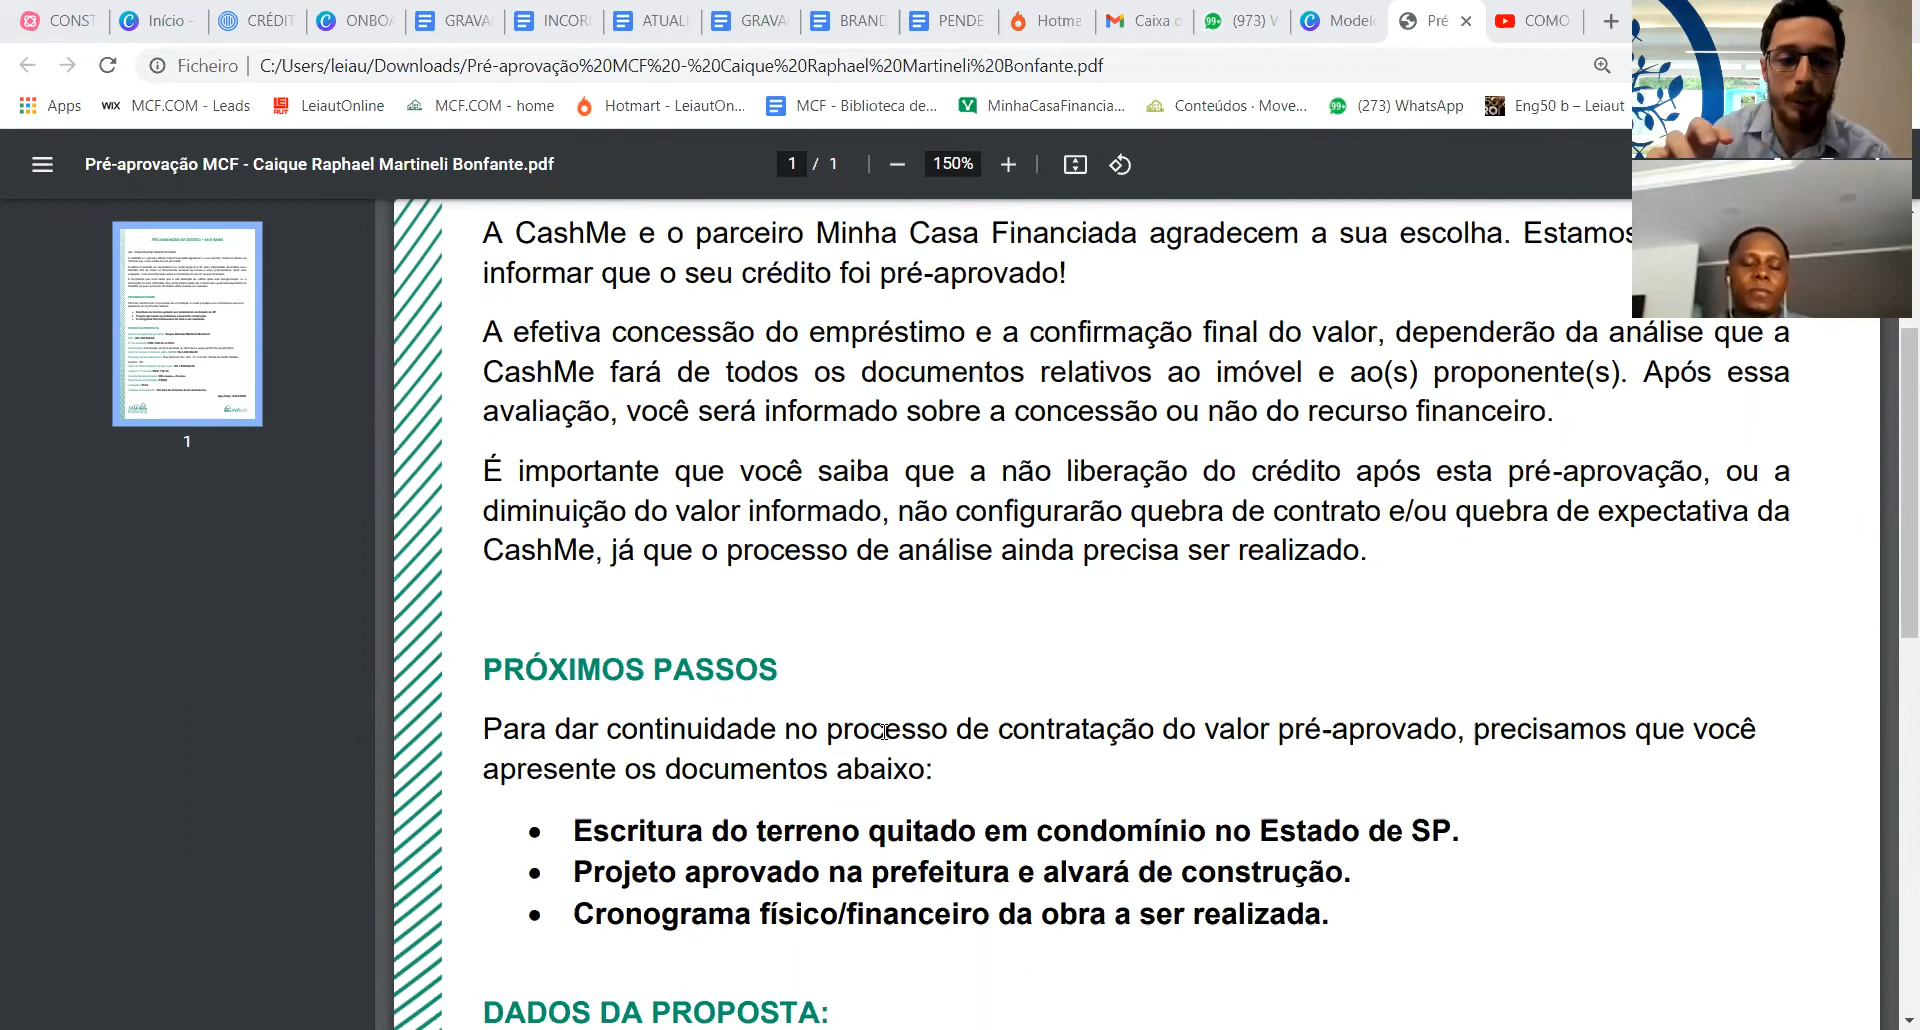 CONST
Início -
CRÉDIT
ONBOA
GRAVA
INCORI
ATUALI
GRAVA
BRAND
PENDE
Hotma
Caixa
(973) W
Model
Pré
COMO
Ficheiro
C:/Users/leiau/Downloads/Pré-aprovação%20MCF%20-%20Caique%20Raphael%20Martineli%20Bonfante.pdf
Apps
WIX MCF.COM - Leads
LEI AUT LeiautOnline
MCF.COM - home
Hotmart - LeiautOn...
MCF - Biblioteca de...
MinhaCasaFinancia...
Conteúdos · Move...
99+ (273) WhatsApp
Eng50 b – Leiaut
Pré-aprovação MCF - Caique Raphael Martineli Bonfante.pdf
1 / 1
150%
1
A CashMe e o parceiro Minha Casa Financiada agradecem a sua escolha. Estamos
informar que o seu crédito foi pré-aprovado!
A efetiva concessão do empréstimo e a confirmação final do valor, dependerão da análise que a
CashMe fará de todos os documentos relativos ao imóvel e ao(s) proponente(s). Após essa
avaliação, você será informado sobre a concessão ou não do recurso financeiro.
É importante que você saiba que a não liberação do crédito após esta pré-aprovação, ou a
diminuição do valor informado, não configurarão quebra de contrato e/ou quebra de expectativa da
CashMe, já que o processo de análise ainda precisa ser realizado.
PRÓXIMOS PASSOS
Para dar continuidade no processo de contratação do valor pré-aprovado, precisamos que você
apresente os documentos abaixo:
• Escritura do terreno quitado em condomínio no Estado de SP.
• Projeto aprovado na prefeitura e alvará de construção.
• Cronograma físico/financeiro da obra a ser realizada.
DADOS DA PROPOSTA: